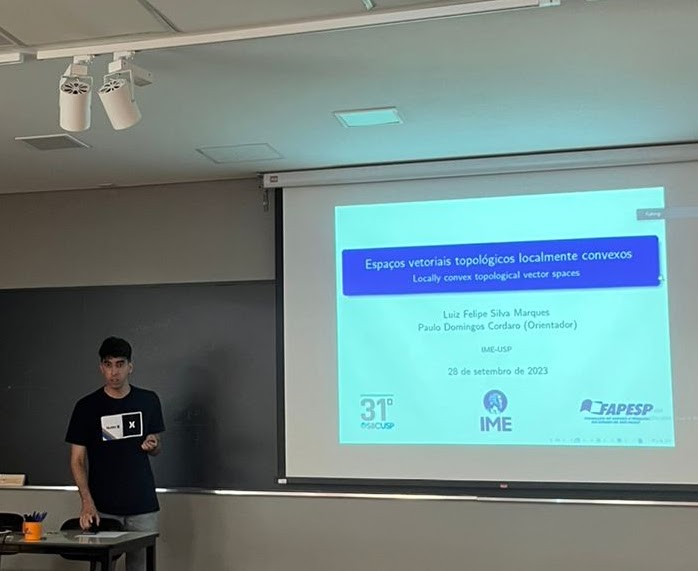 Espaços vetoriais topológicos localmente convexos
Locally convex topological vector spaces
Luiz Felipe Silva Marques
Paulo Domingos Cordaro (Orientador)
IME-USP
28 de setembro de 2023
31º
SIICUSP
IME
FAPESP
X